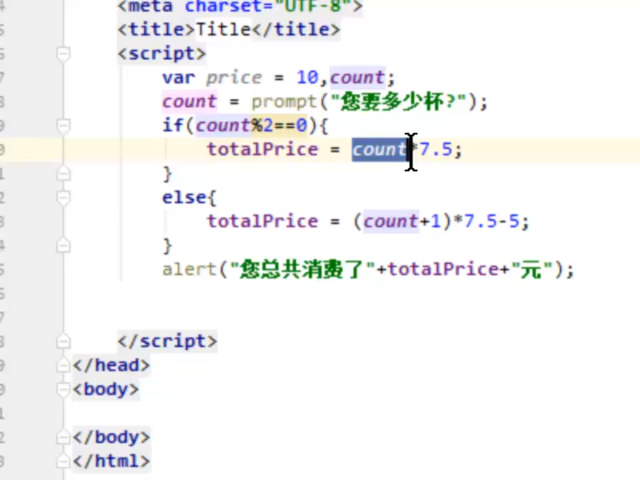 <meta charset="UTF-8">
<title>Title</title>
<script>
var price = 10,count;
count = prompt("您要多少杯?");
if(count%2==0){
totalPrice = count*7.5;
}
else{
totalPrice = (count+1)*7.5-5;
}
alert("您总共消费了"+totalPrice+"元");
</script>
</head>
<body>
</body>
</html>